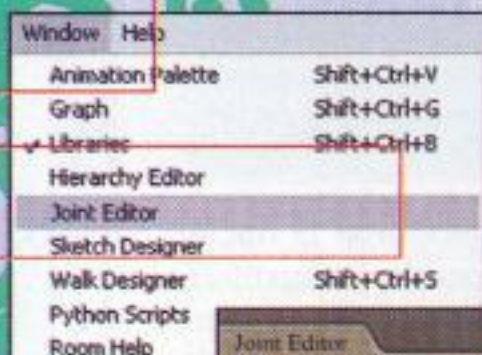 Window Help
Animation Palette Shift+Ctrl+V
Graph Shift+Ctrl+G
Libraries Shift+Ctrl+B
Hierarchy Editor
Joint Editor
Sketch Designer
Walk Designer Shift+Ctrl+S
Python Scripts
Room Help
Joint Editor